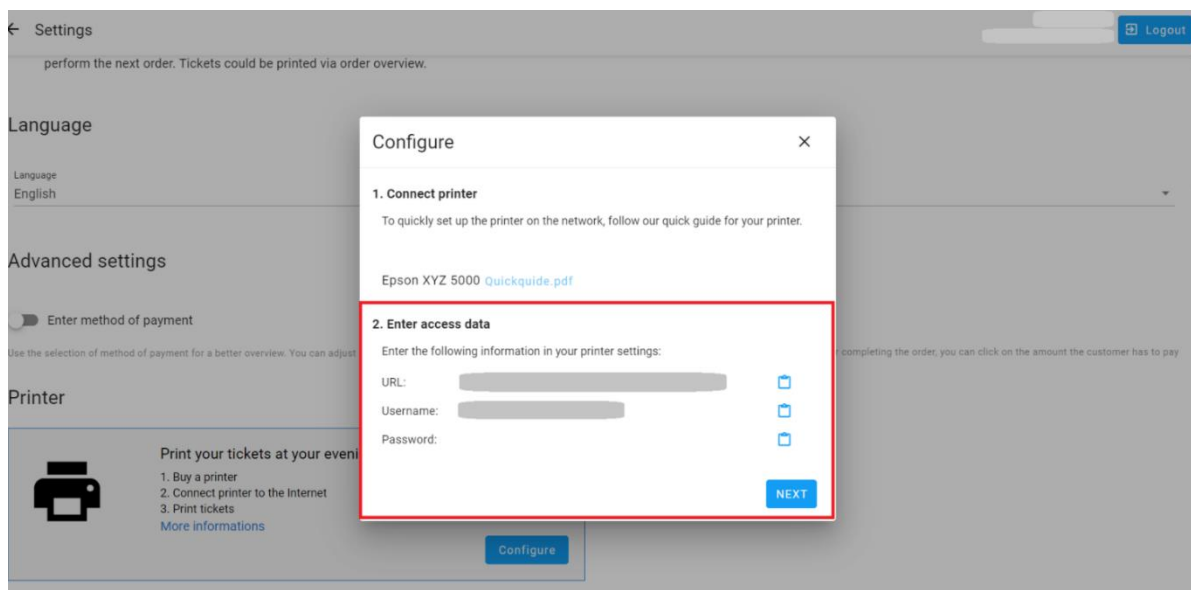 ← Settings
Logout
perform the next order. Tickets could be printed via order overview.
Language
Language
English
Advanced settings
Enter method of payment
Use the selection of method of payment for a better overview. You can adjust
completing the order, you can click on the amount the customer has to pay
Printer
Print your tickets at your eveni
1. Buy a printer
2. Connect printer to the Internet
3. Print tickets
More informations
Configure
Configure
1. Connect printer
To quickly set up the printer on the network, follow our quick guide for your printer.
Epson XYZ 5000 Quickquide.pdf
2. Enter access data
Enter the following information in your printer settings:
URL:
Username:
Password:
NEXT